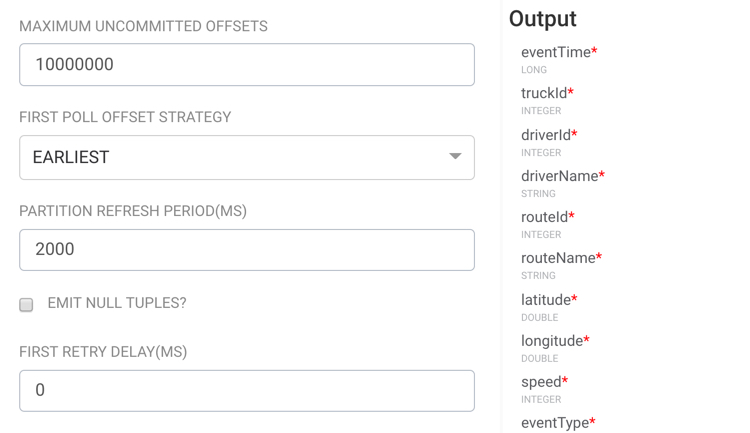 MAXIMUM UNCOMMITTED OFFSETS
10000000
FIRST POLL OFFSET STRATEGY
EARLIEST
PARTITION REFRESH PERIOD(MS)
2000
EMIT NULL TUPLES?
FIRST RETRY DELAY(MS)
0
Output
eventTime*
LONG
truckId*
INTEGER
driverId*
INTEGER
driverName*
STRING
routeId*
INTEGER
routeName*
STRING
latitude*
DOUBLE
longitude*
DOUBLE
speed*
INTEGER
eventType*